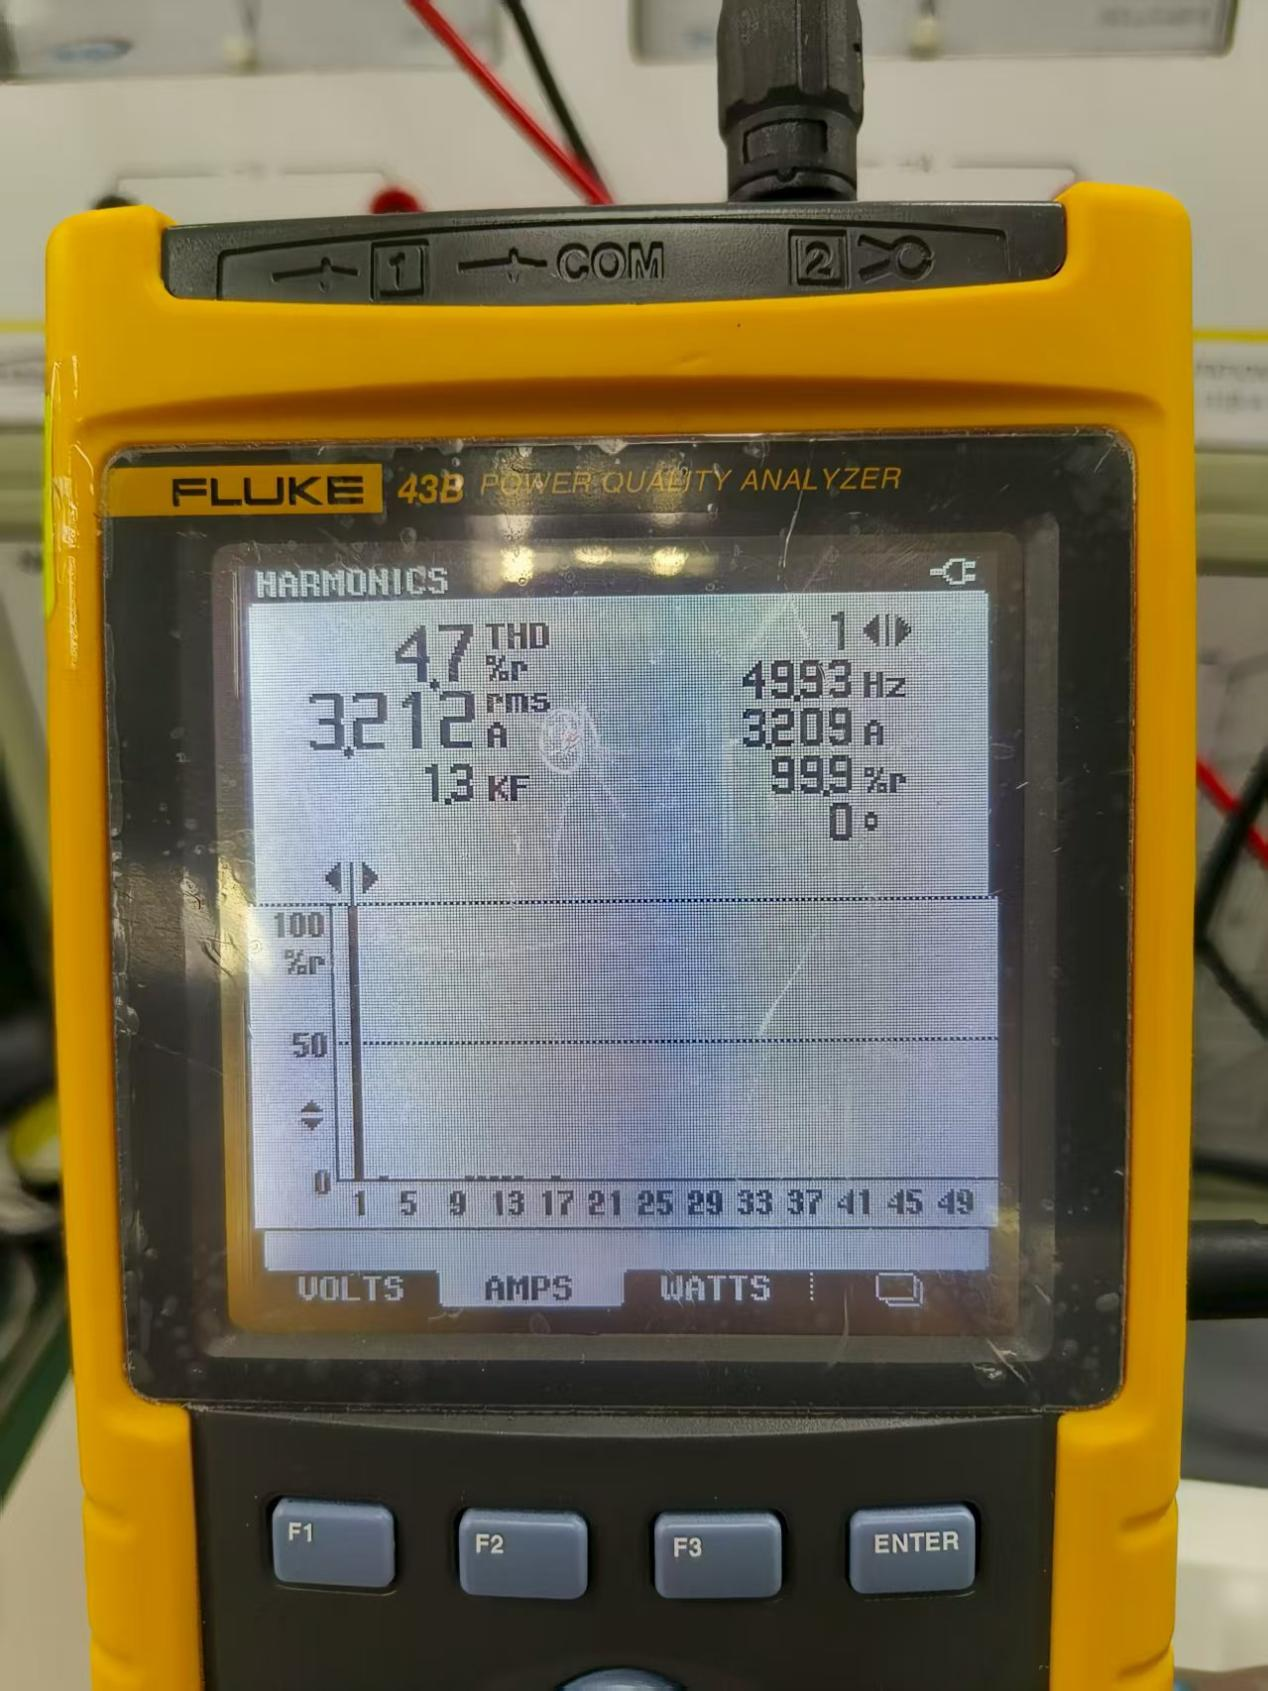 1 COM 2
FLUKE 43B POWER QUALITY ANALYZER
HARMONICS
4.7 THD %r
3.212 rms A
1.3 KF
1
49.93 Hz
3.209 A
99.9 %r
0 °
100
%r
50
0
1 5 9 13 17 21 25 29 33 37 41 45 49
VOLTS AMPS WATTS
F1 F2 F3 ENTER